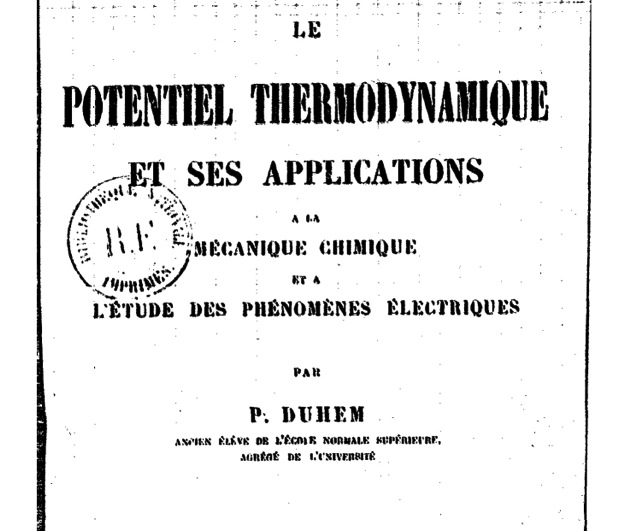 LE
POTENTIEL THERMODYNAMIQUE
ET SES APPLICATIONS
A LA
MÉCANIQUE CHIMIQUE
ET A
L'ÉTUDE DES PHÉNOMÈNES ÉLECTRIQUES
PAR
P. DUHEM
ANCIEN ÉLÈVE DE L'ÉCOLE NORMALE SUPÉRIEURE,
AGRÉGÉ DE L'UNIVERSITÉ
BIBLIOTHÈQUE
R.F.
IMPRIMÉS